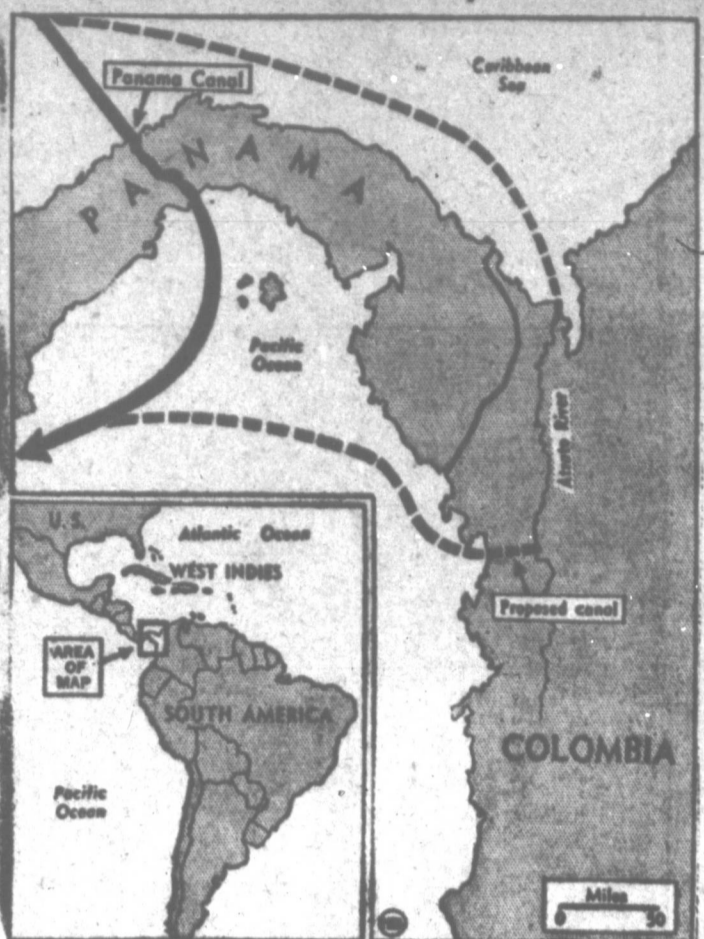 Panama Canal
Caribbean
Sea
PANAMA
Pacific
Ocean
Atrato River
Proposed canal
U.S.
Atlantic Ocean
WEST INDIES
AREA
OF
MAP
SOUTH AMERICA
Pacific
Ocean
COLOMBIA
Miles
0 50